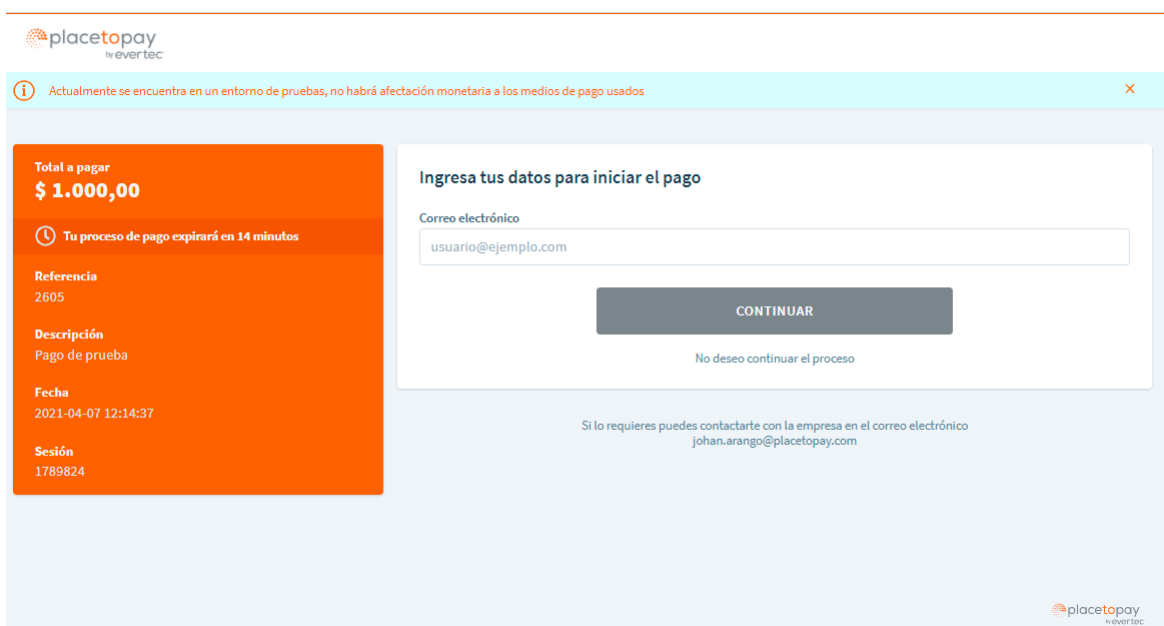 placetopay
by evertec
Actualmente se encuentra en un entorno de pruebas, no habrá afectación monetaria a los medios de pago usados
Total a pagar
$ 1.000,00
Tu proceso de pago expirará en 14 minutos
Referencia
2605
Descripción
Pago de prueba
Fecha
2021-04-07 12:14:37
Sesión
1789824
Ingresa tus datos para iniciar el pago
Correo electrónico
usuario@ejemplo.com
CONTINUAR
No deseo continuar el proceso
Si lo requieres puedes contactarte con la empresa en el correo electrónico
johan.arango@placetopay.com
placetopay
by evertec